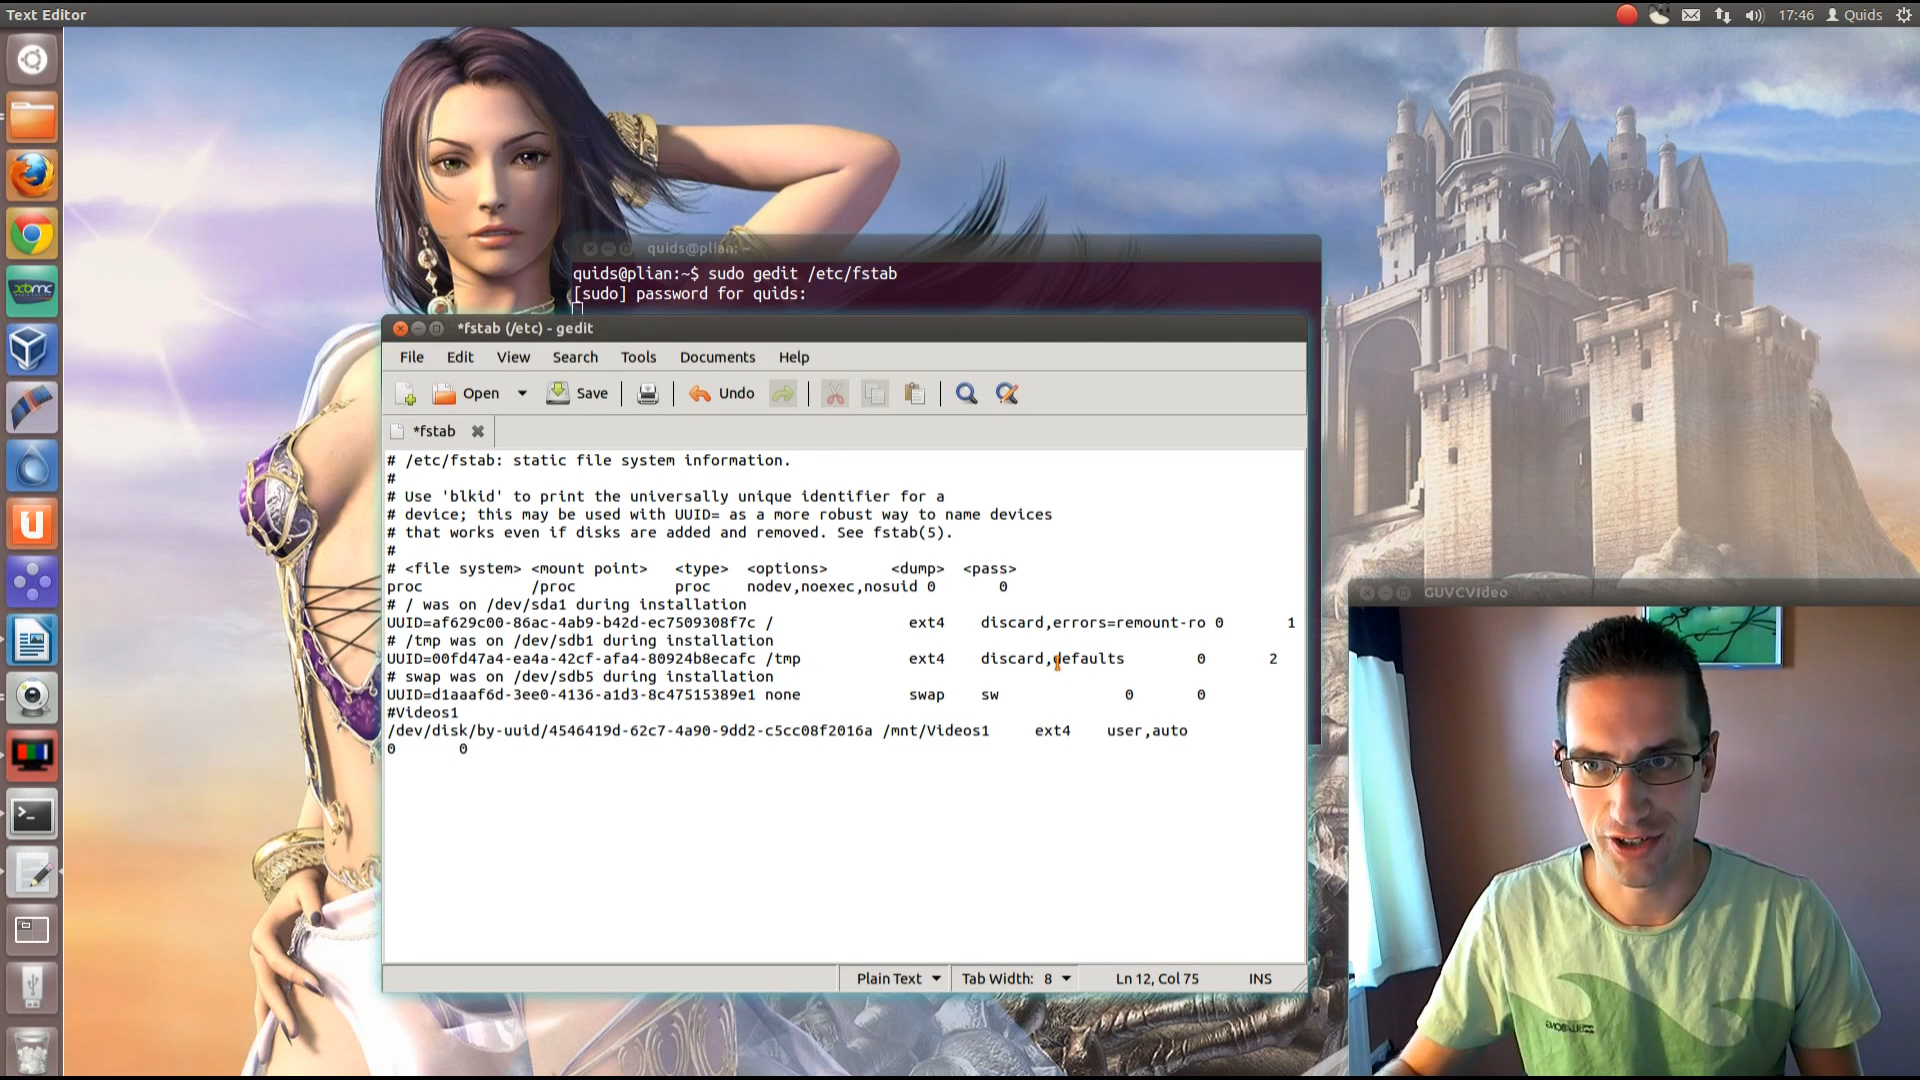 Text Editor
17:46
Quids
xbmc
quids@plian: ~
quids@plian:~$ sudo gedit /etc/fstab
[sudo] password for quids:
*fstab (/etc) - gedit
File Edit View Search Tools Documents Help
Open Save Undo
*fstab
# /etc/fstab: static file system information.
#
# Use 'blkid' to print the universally unique identifier for a
# device; this may be used with UUID= as a more robust way to name devices
# that works even if disks are added and removed. See fstab(5).
#
# <file system> <mount point> <type> <options> <dump> <pass>
proc /proc proc nodev,noexec,nosuid 0 0
# / was on /dev/sda1 during installation
UUID=af629c00-86ac-4ab9-b42d-ec7509308f7c / ext4 discard,errors=remount-ro 0 1
# /tmp was on /dev/sdb1 during installation
UUID=00fd47a4-ea4a-42cf-afa4-80924b8ecafc /tmp ext4 discard,defaults 0 2
# swap was on /dev/sdb5 during installation
UUID=d1aaaf6d-3ee0-4136-a1d3-8c47515389e1 none swap sw 0 0
#Videos1
/dev/disk/by-uuid/4546419d-62c7-4a90-9dd2-c5cc08f2016a /mnt/Videos1 ext4 user,auto
0 0
Plain Text Tab Width: 8 Ln 12, Col 75 INS
GUVCVideo